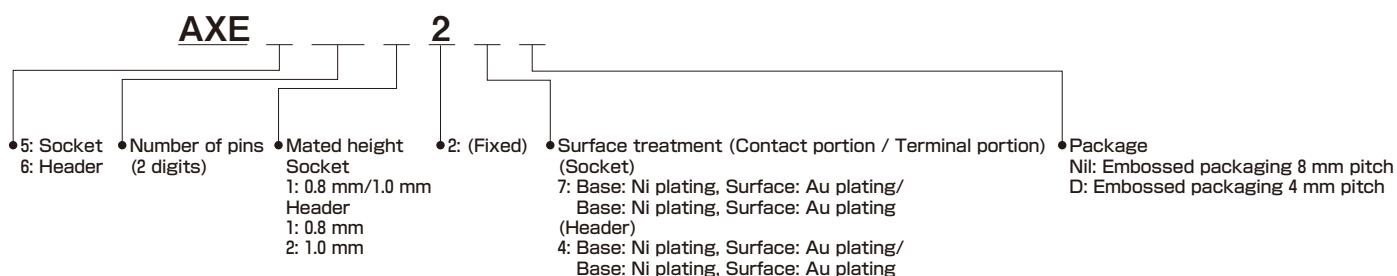 AXE 2
5: Socket
6: Header
Number of pins
(2 digits)
Mated height
Socket
1: 0.8 mm/1.0 mm
Header
1: 0.8 mm
2: 1.0 mm
2: (Fixed)
Surface treatment (Contact portion / Terminal portion)
(Socket)
7: Base: Ni plating, Surface: Au plating/
Base: Ni plating, Surface: Au plating
(Header)
4: Base: Ni plating, Surface: Au plating/
Base: Ni plating, Surface: Au plating
Package
Nil: Embossed packaging 8 mm pitch
D: Embossed packaging 4 mm pitch